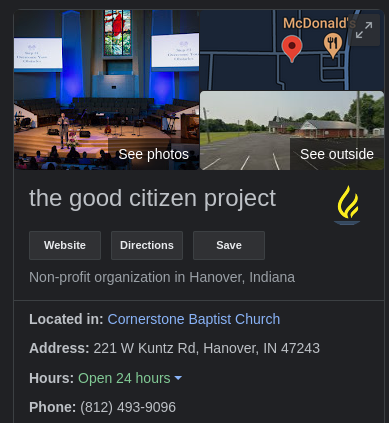 McDonald's
See photos
See outside
the good citizen project
Website
Directions
Save
Non-profit organization in Hanover, Indiana
Located in: Cornerstone Baptist Church
Address: 221 W Kuntz Rd, Hanover, IN 47243
Hours: Open 24 hours
Phone: (812) 493-9096